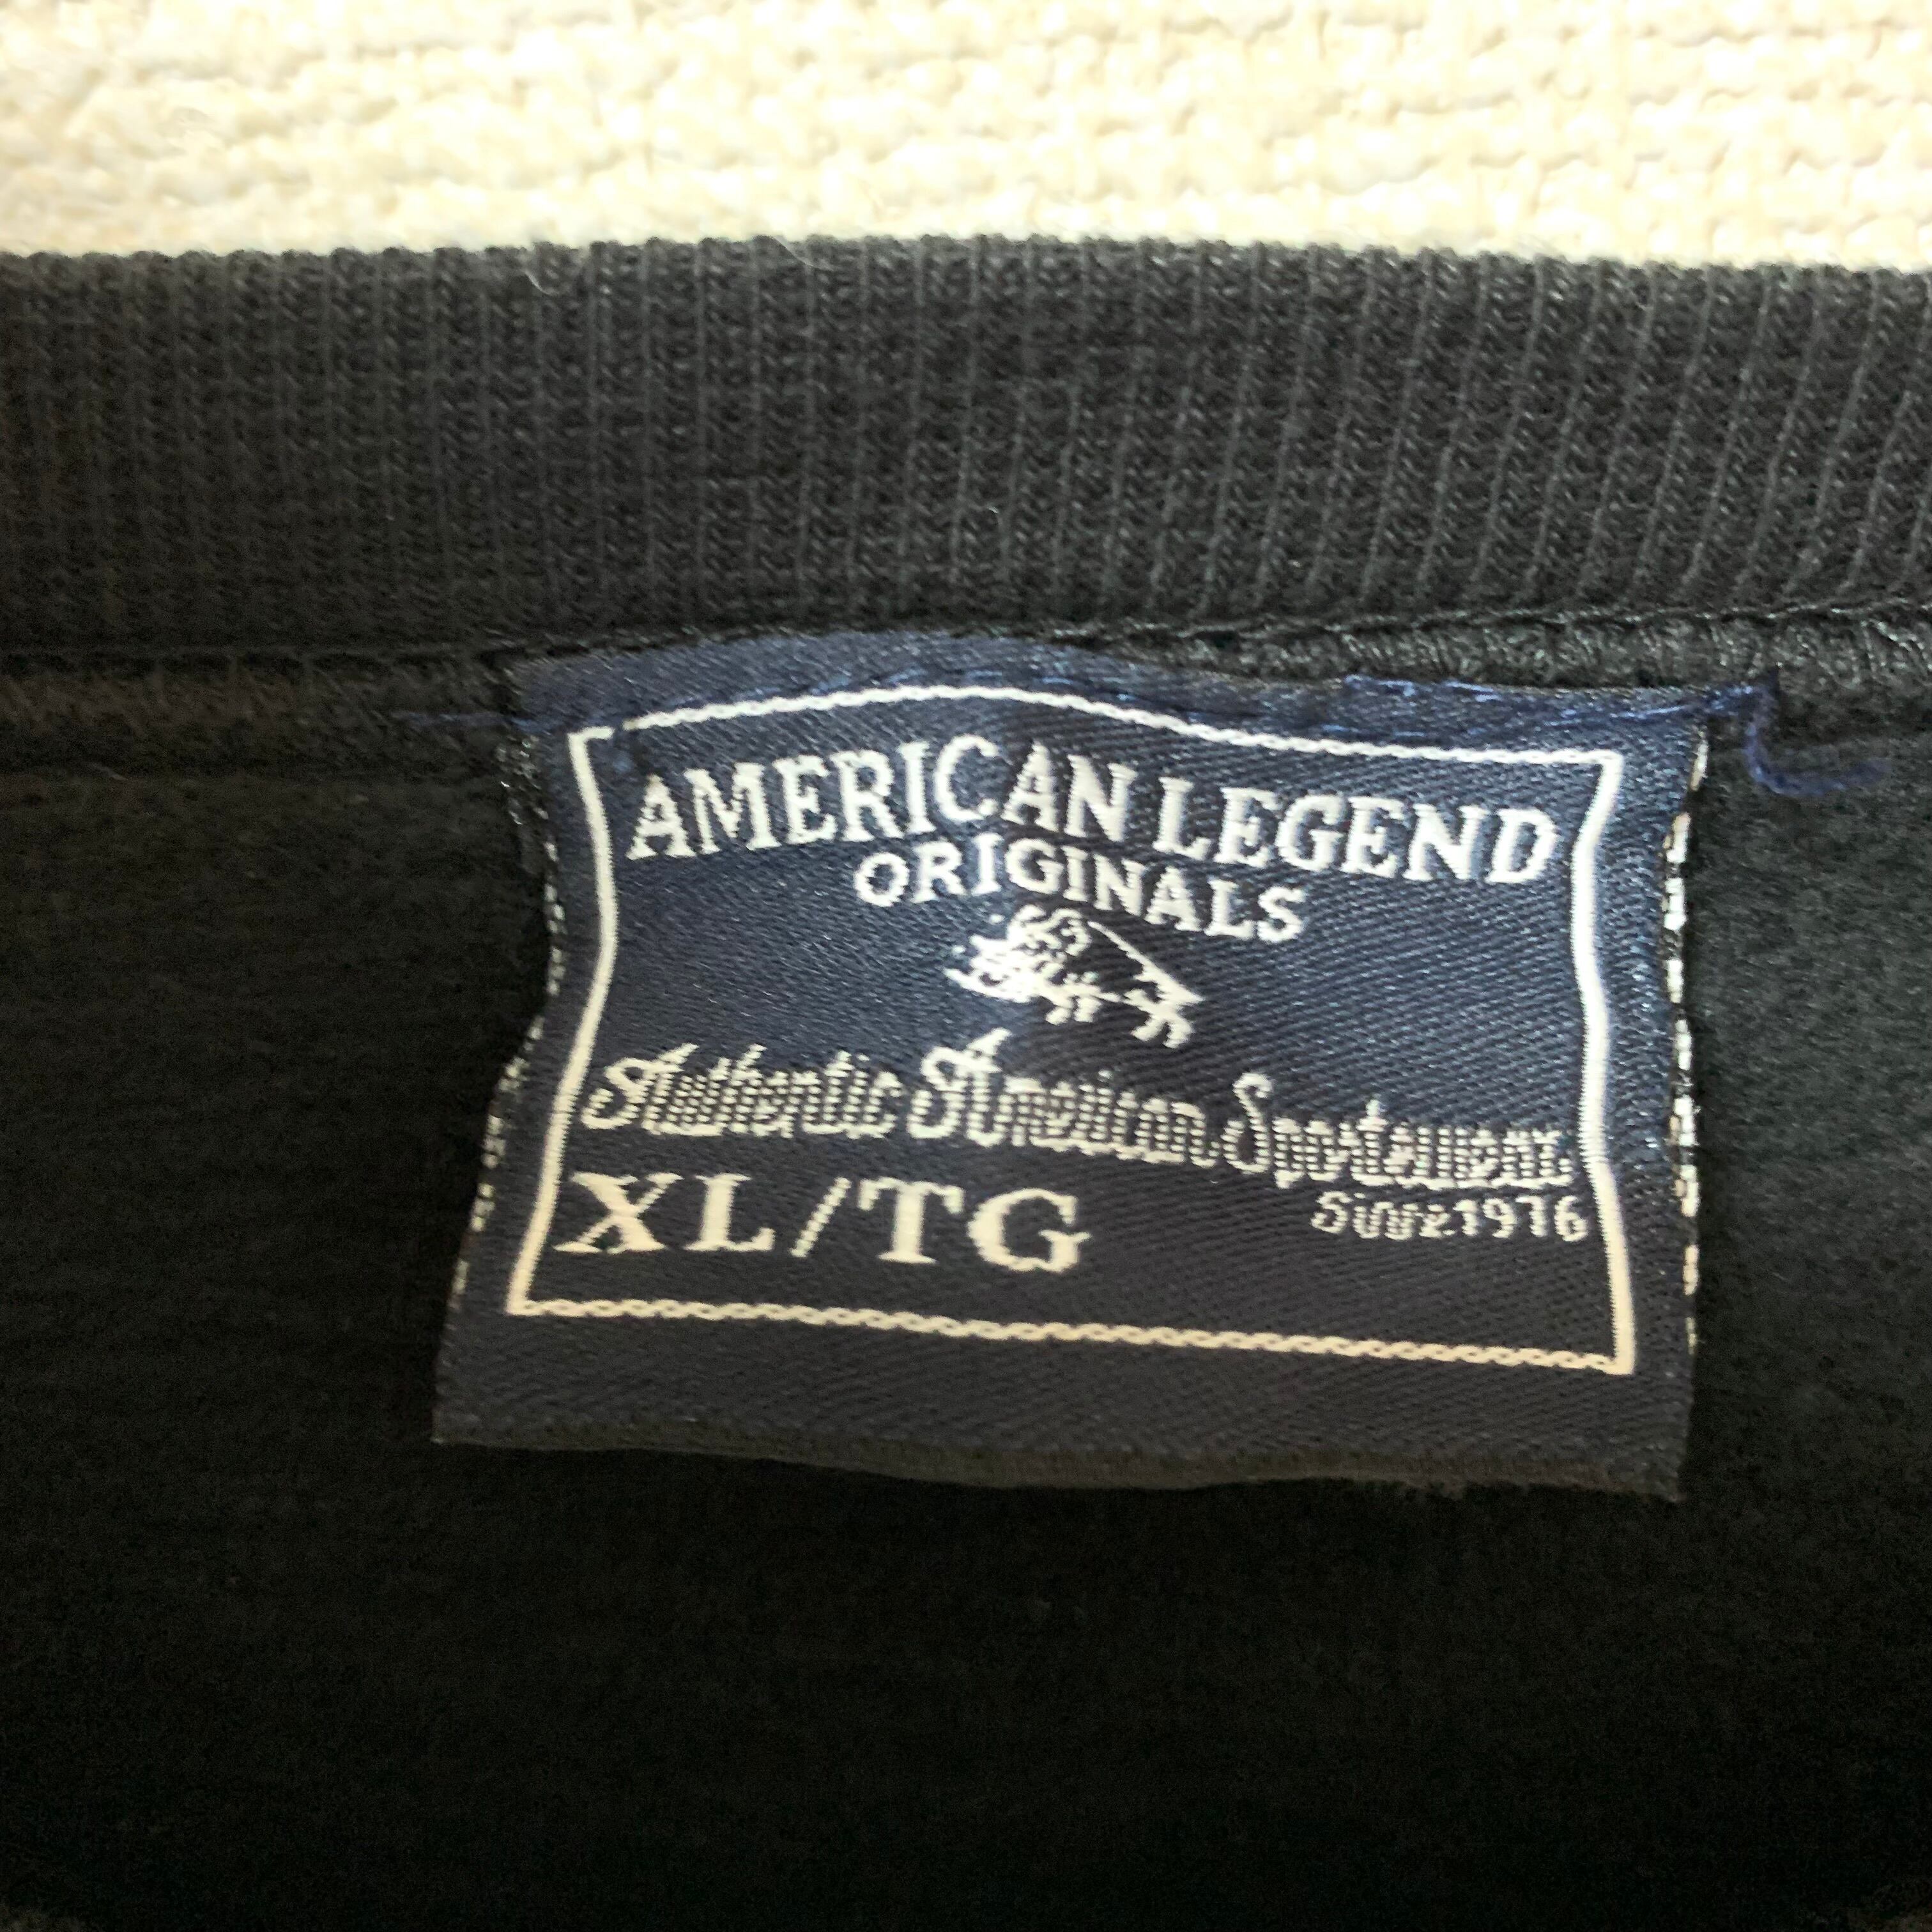 AMERICAN LEGEND
ORIGINALS
Authentic American Sportswear
XL/TG
Since 1976